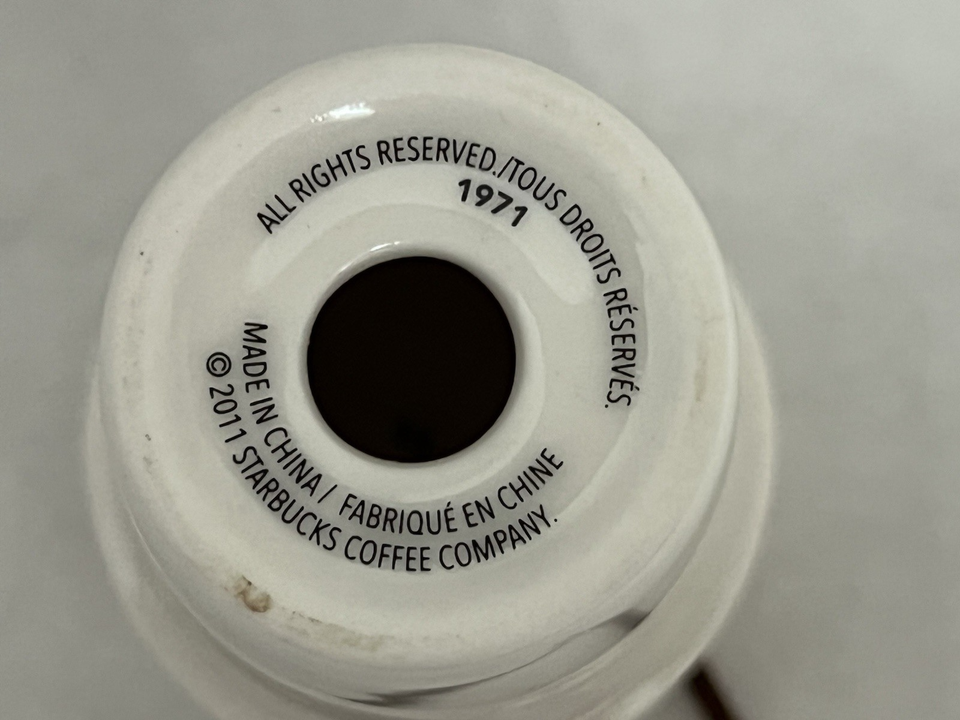 ALL RIGHTS RESERVED./TOUS DROITS RÉSERVÉS.
1971
MADE IN CHINA / FABRIQUÉ EN CHINE
© 2011 STARBUCKS COFFEE COMPANY.